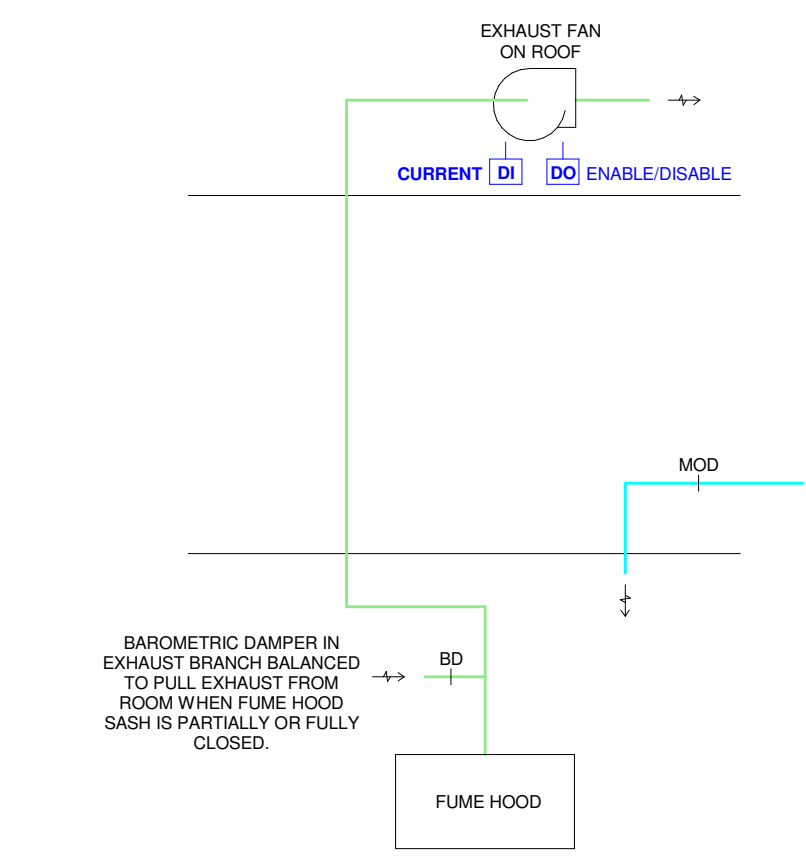 EXHAUST FAN
ON ROOF
CURRENT DI DO ENABLE/DISABLE
MOD
BAROMETRIC DAMPER IN
EXHAUST BRANCH BALANCED
TO PULL EXHAUST FROM
ROOM WHEN FUME HOOD
SASH IS PARTIALLY OR FULLY
CLOSED.
BD
FUME HOOD